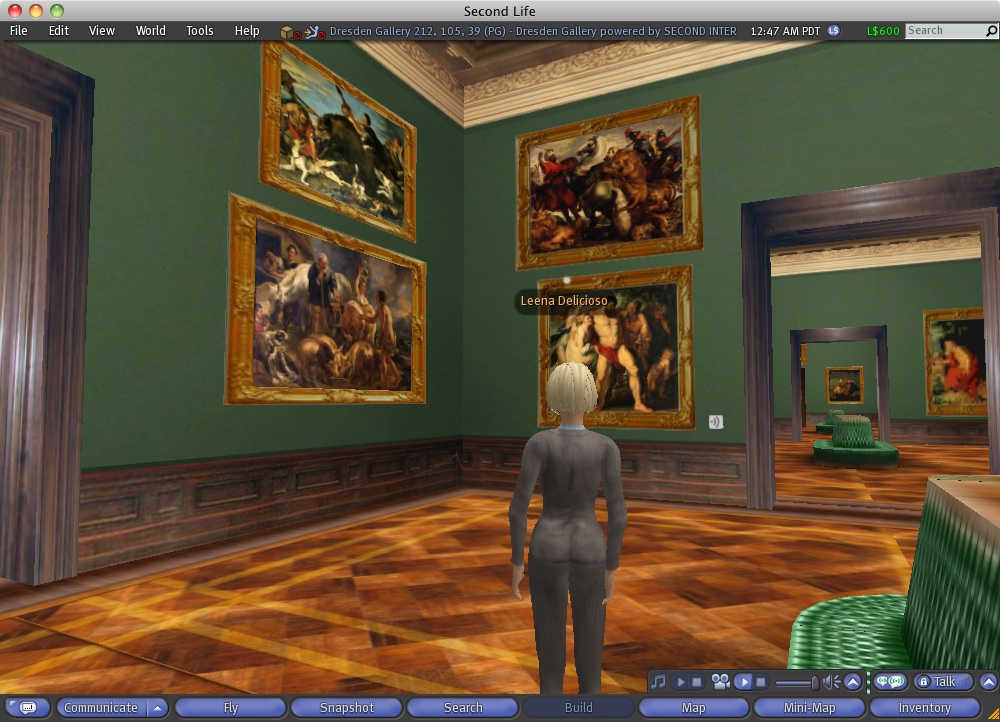 Second Life
File Edit View World Tools Help Dresden Gallery 212, 105, 39 (PG) - Dresden Gallery powered by SECOND INTER 12:47 AM PDT L$ L$600 Search
Leena Delicioso
Talk
Communicate Fly Snapshot Search Build Map Mini-Map Inventory